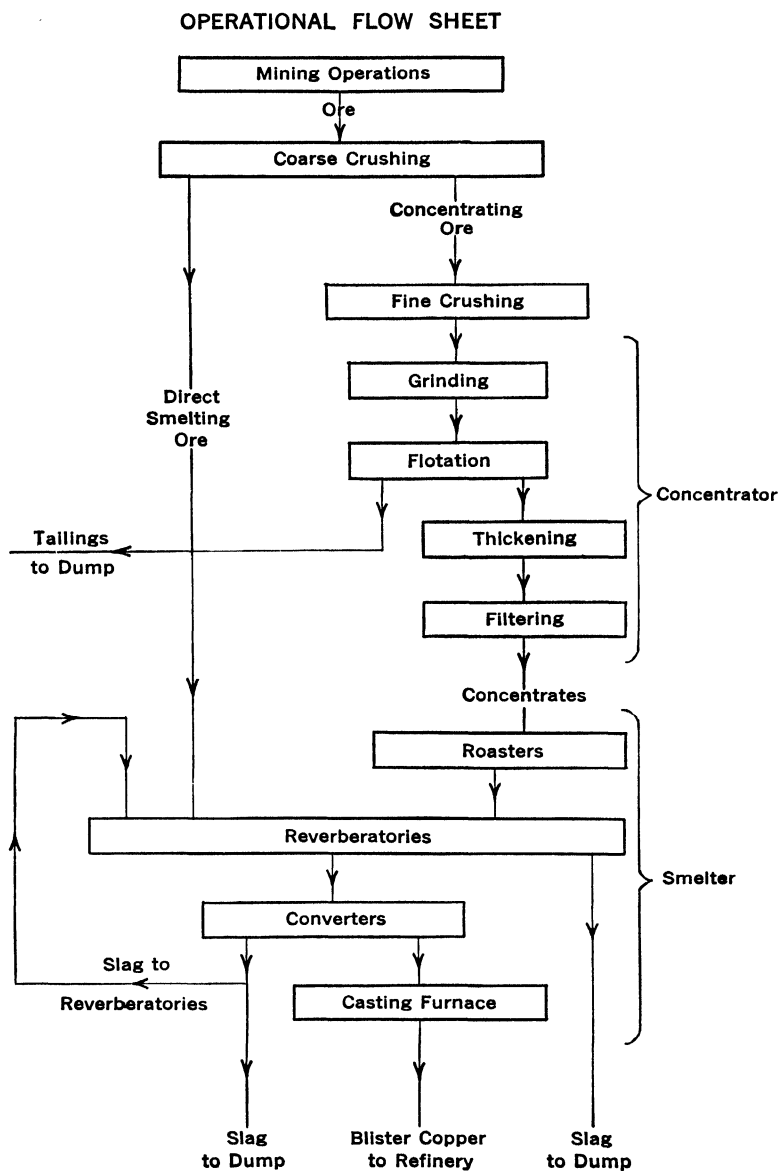 OPERATIONAL FLOW SHEET
Mining Operations
Ore
Coarse Crushing
Concentrating
Ore
Fine Crushing
Grinding
Direct
Smelting
Ore
Flotation
Concentrator
Tailings
to Dump
Thickening
Filtering
Concentrates
Roasters
Reverberatories
Smelter
Converters
Slag to
Reverberatories
Casting Furnace
Slag
to Dump
Blister Copper
to Refinery
Slag
to Dump